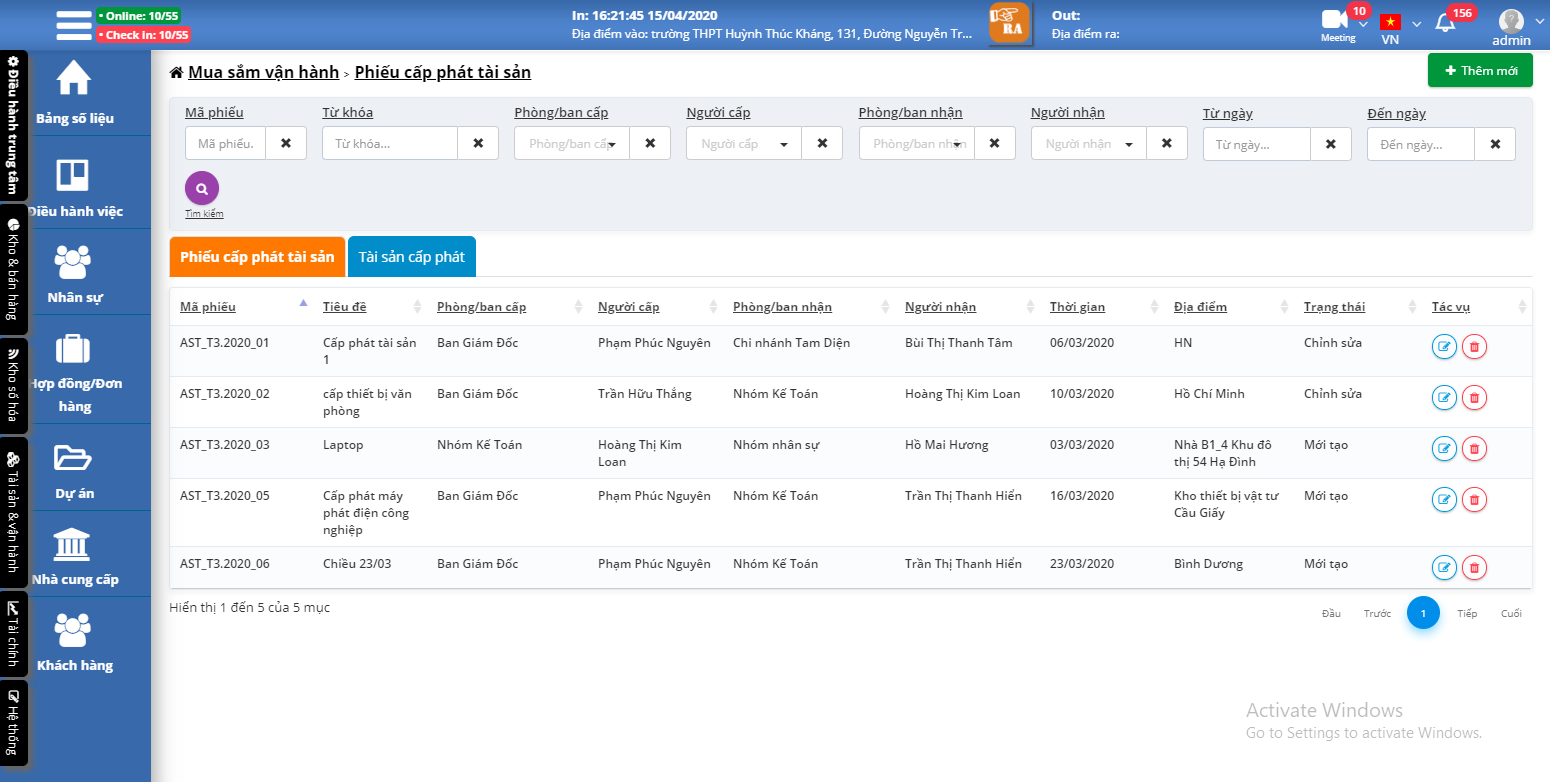 • Online: 10/55
• Check in: 10/55
In: 16:21:45 15/04/2020
Địa điểm vào: trường THPT Huỳnh Thúc Kháng, 131, Đường Nguyễn Tr...
RA
Out:
Địa điểm ra:
10
Meeting
VN
156
admin
Điều hành trung tâm
Kho & bán hàng
Kho số hóa
Tài sản & vận hành
Tài chính
Hệ thống
Bảng số liệu
Điều hành việc
Nhân sự
Hợp đồng/Đơn
hàng
Dự án
Nhà cung cấp
Khách hàng
Mua sắm vận hành > Phiếu cấp phát tài sản
Thêm mới
Mã phiếu Từ khóa Phòng/ban cấp Người cấp Phòng/ban nhận Người nhận Từ ngày Đến ngày
Mã phiếu. Từ khóa... Phòng/ban cấp Người cấp Phòng/ban nhận Người nhận Từ ngày... Đến ngày...
Tìm kiếm
Phiếu cấp phát tài sản Tài sản cấp phát
Mã phiếu Tiêu đề Phòng/ban cấp Người cấp Phòng/ban nhận Người nhận Thời gian Địa điểm Trạng thái Tác vụ
AST_T3.2020_01 Cấp phát tài sản Ban Giám Đốc Phạm Phúc Nguyên Chi nhánh Tam Diện Bùi Thị Thanh Tâm 06/03/2020 HN Chỉnh sửa
1
AST_T3.2020_02 cấp thiết bị văn Ban Giám Đốc Trần Hữu Thắng Nhóm Kế Toán Hoàng Thị Kim Loan 10/03/2020 Hồ Chí Minh Chỉnh sửa
phòng
AST_T3.2020_03 Laptop Nhóm Kế Toán Hoàng Thị Kim Nhóm nhân sự Hồ Mai Hương 03/03/2020 Nhà B1_4 Khu đô Mới tạo
Loan thị 54 Hạ Đình
AST_T3.2020_05 Cấp phát máy Ban Giám Đốc Phạm Phúc Nguyên Nhóm Kế Toán Trần Thị Thanh Hiển 16/03/2020 Kho thiết bị vật tư Mới tạo
phát điện công Cầu Giấy
nghiệp
AST_T3.2020_06 Chiều 23/03 Ban Giám Đốc Phạm Phúc Nguyên Nhóm Kế Toán Trần Thị Thanh Hiển 23/03/2020 Bình Dương Mới tạo
Hiển thị 1 đến 5 của 5 mục
Đầu Trước 1 Tiếp Cuối
Activate Windows
Go to Settings to activate Windows.